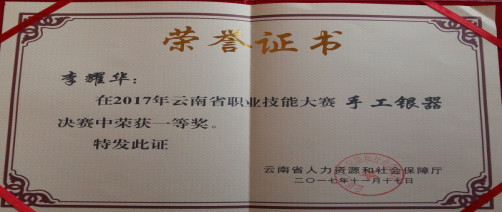 荣誉证书
李耀华：
在2017年云南省职业技能大赛 手工银器
决赛中荣获一等奖。
特发此证
云南省人力资源和社会保障厅
二〇一七年十一月十七日